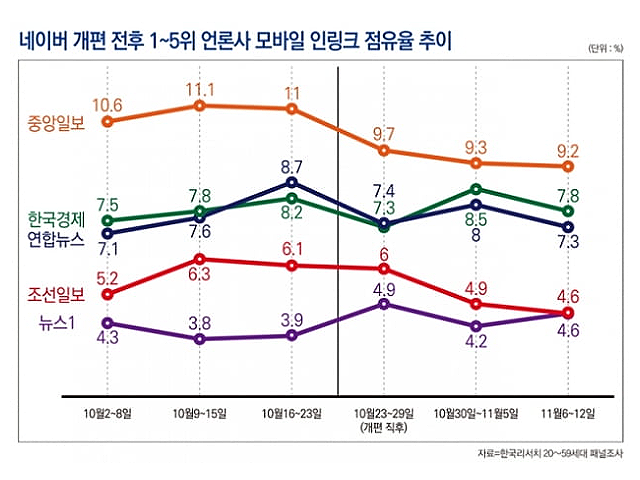 네이버 개편 전후 1~5위 언론사 모바일 인링크 점유율 추이
(단위 : %)
중앙일보
10.6
11.1
11
9.7
9.3
9.2
한국경제
7.5
7.8
8.2
7.3
8.5
7.8
연합뉴스
7.1
7.6
8.7
7.4
8
7.3
조선일보
5.2
6.3
6.1
6
4.9
4.6
뉴스1
4.3
3.8
3.9
4.9
4.2
4.6
10월2~8일
10월9~15일
10월16~23일
10월23~29일
(개편 직후)
10월30일~11월5일
11월6~12일
자료=한국리서치 20~59세대 패널조사